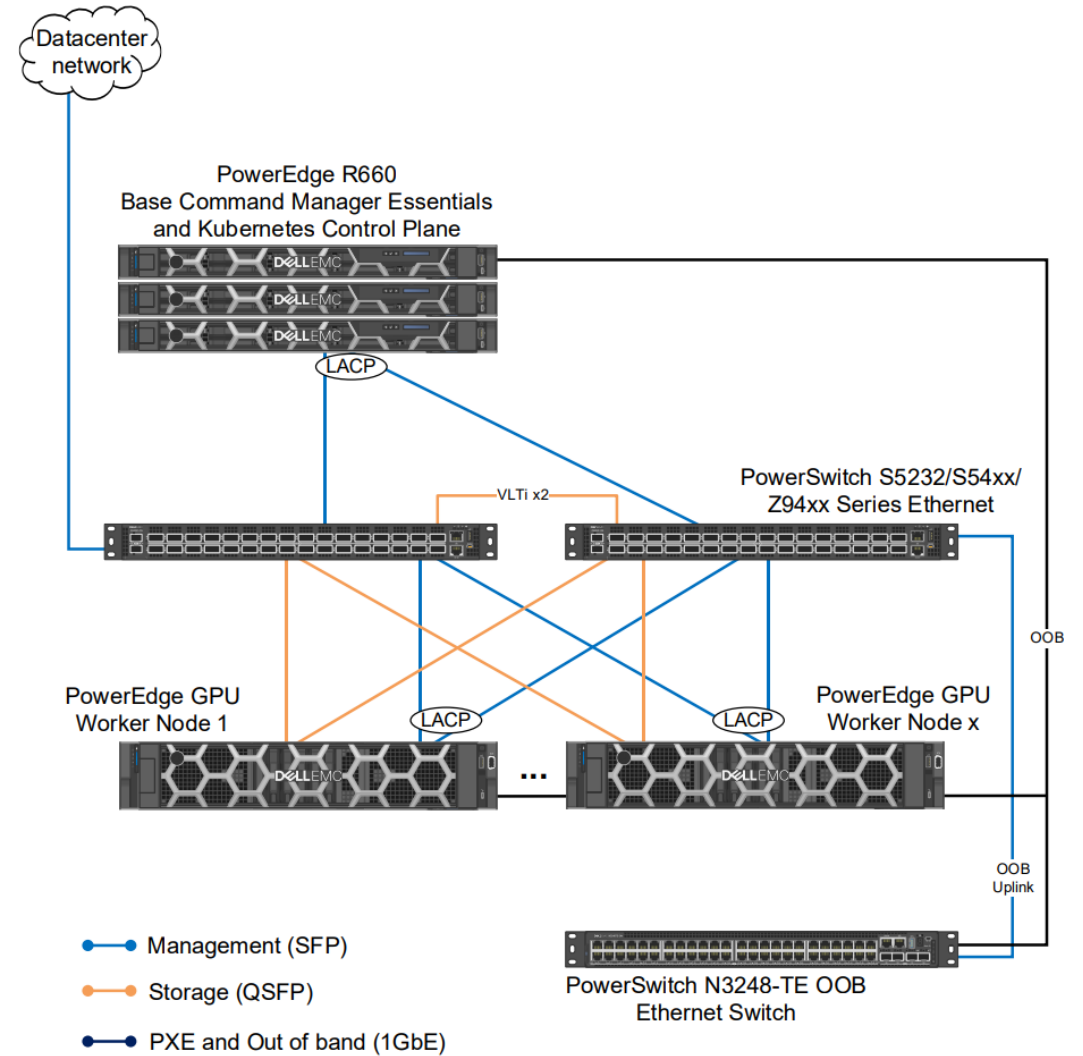 Datacenter
network
PowerEdge R660
Base Command Manager Essentials
and Kubernetes Control Plane
DELLEMC
DELLEMC
DELLEMC
LACP
VLTi x2
PowerSwitch S5232/S54xx/
Z94xx Series Ethernet
OOB
PowerEdge GPU
Worker Node 1
LACP
LACP
PowerEdge GPU
Worker Node x
DELLEMC
...
DELLEMC
OOB
Uplink
Management (SFP)
Storage (QSFP)
PXE and Out of band (1GbE)
PowerSwitch N3248-TE OOB
Ethernet Switch